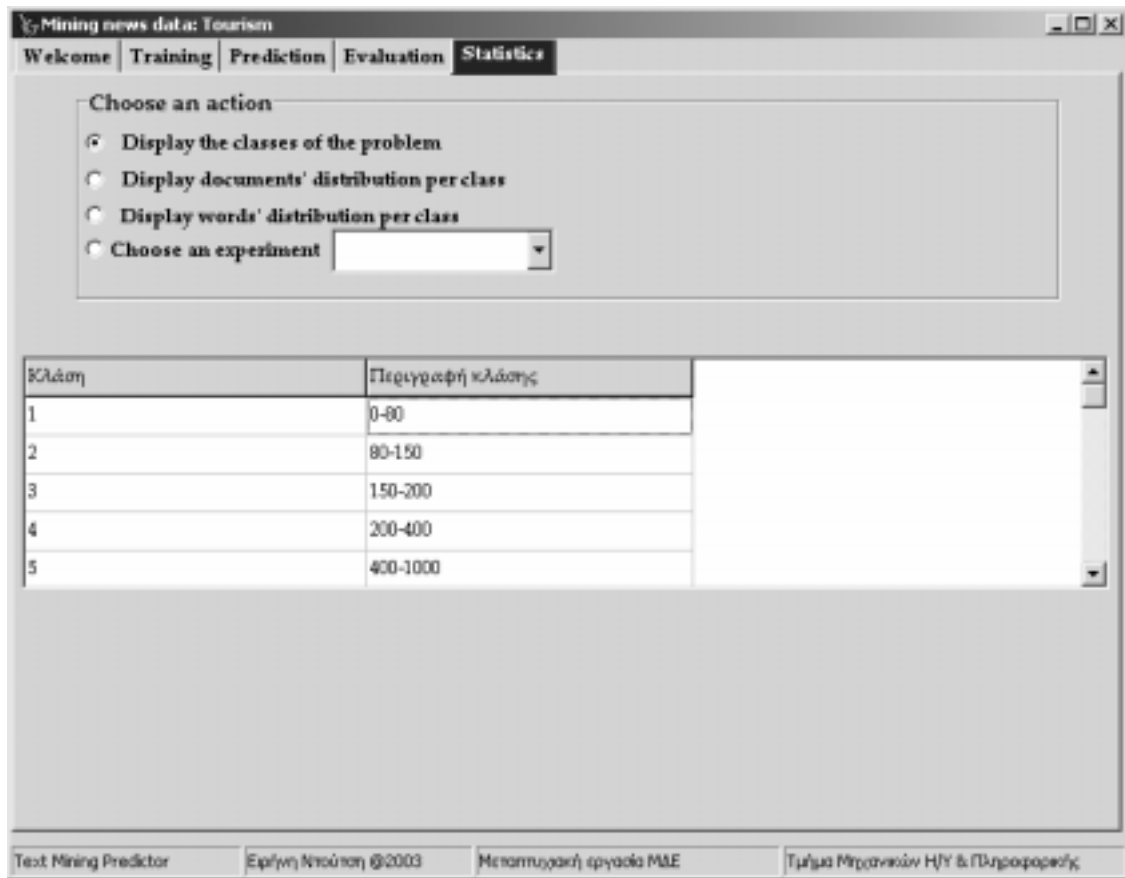 Mining news data: Tourism
Welcome Training Prediction Evaluation Statistics
Choose an action
Display the classes of the problem
Display documents' distribution per class
Display words' distribution per class
Choose an experiment
Κλάση Περιγραφή κλάσης
1 0-80
2 80-150
3 150-200
4 200-400
5 400-1000
Text Mining Predictor Ειρήνη Ντούτση @2003 Μεταπτυχιακή εργασία ΜΔΕ Τμήμα Μηχανικών Η/Υ & Πληροφορικής